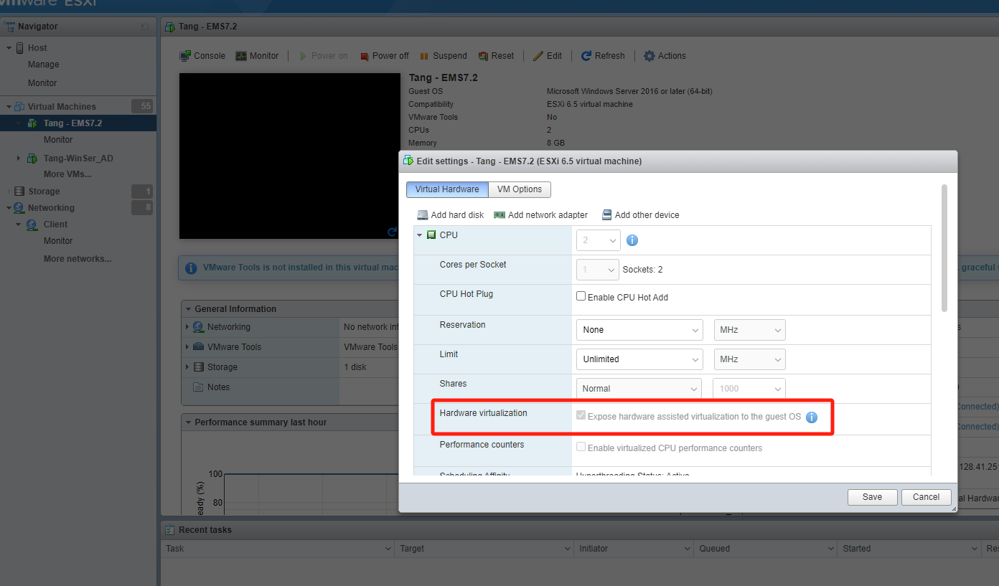 vmware ESXi
Navigator
Host
Manage
Monitor
Virtual Machines 55
Tang - EMS7.2
Monitor
Tang-WinSer_AD
More VMs...
Storage 1
Networking 8
Client
Monitor
More networks...
Tang - EMS7.2
Console Monitor Power on Power off Suspend Reset Edit Refresh Actions
Tang - EMS7.2
Guest OS Microsoft Windows Server 2016 or later (64-bit)
Compatibility ESXi 6.5 virtual machine
VMware Tools No
CPUs 2
Memory 8 GB
VMware Tools is not installed in this virtual mac
graceful s
General Information
Networking No network inf
VMware Tools VMware Tools
Storage 1 disk
Notes
Performance summary last hour
100
80
eady (%)
Connected)
Connected)
128.41.25
al Hardwar
Edit settings - Tang - EMS7.2 (ESXi 6.5 virtual machine)
Virtual Hardware VM Options
Add hard disk Add network adapter Add other device
CPU 2
Cores per Socket 1 Sockets: 2
CPU Hot Plug Enable CPU Hot Add
Reservation None MHz
Limit Unlimited MHz
Shares Normal 1000
Hardware virtualization Expose hardware assisted virtualization to the guest OS
Performance counters Enable virtualized CPU performance counters
Scheduling Affinity Hyperthreading Status: Active
Save Cancel
Recent tasks
Task Target Initiator Queued Started Res